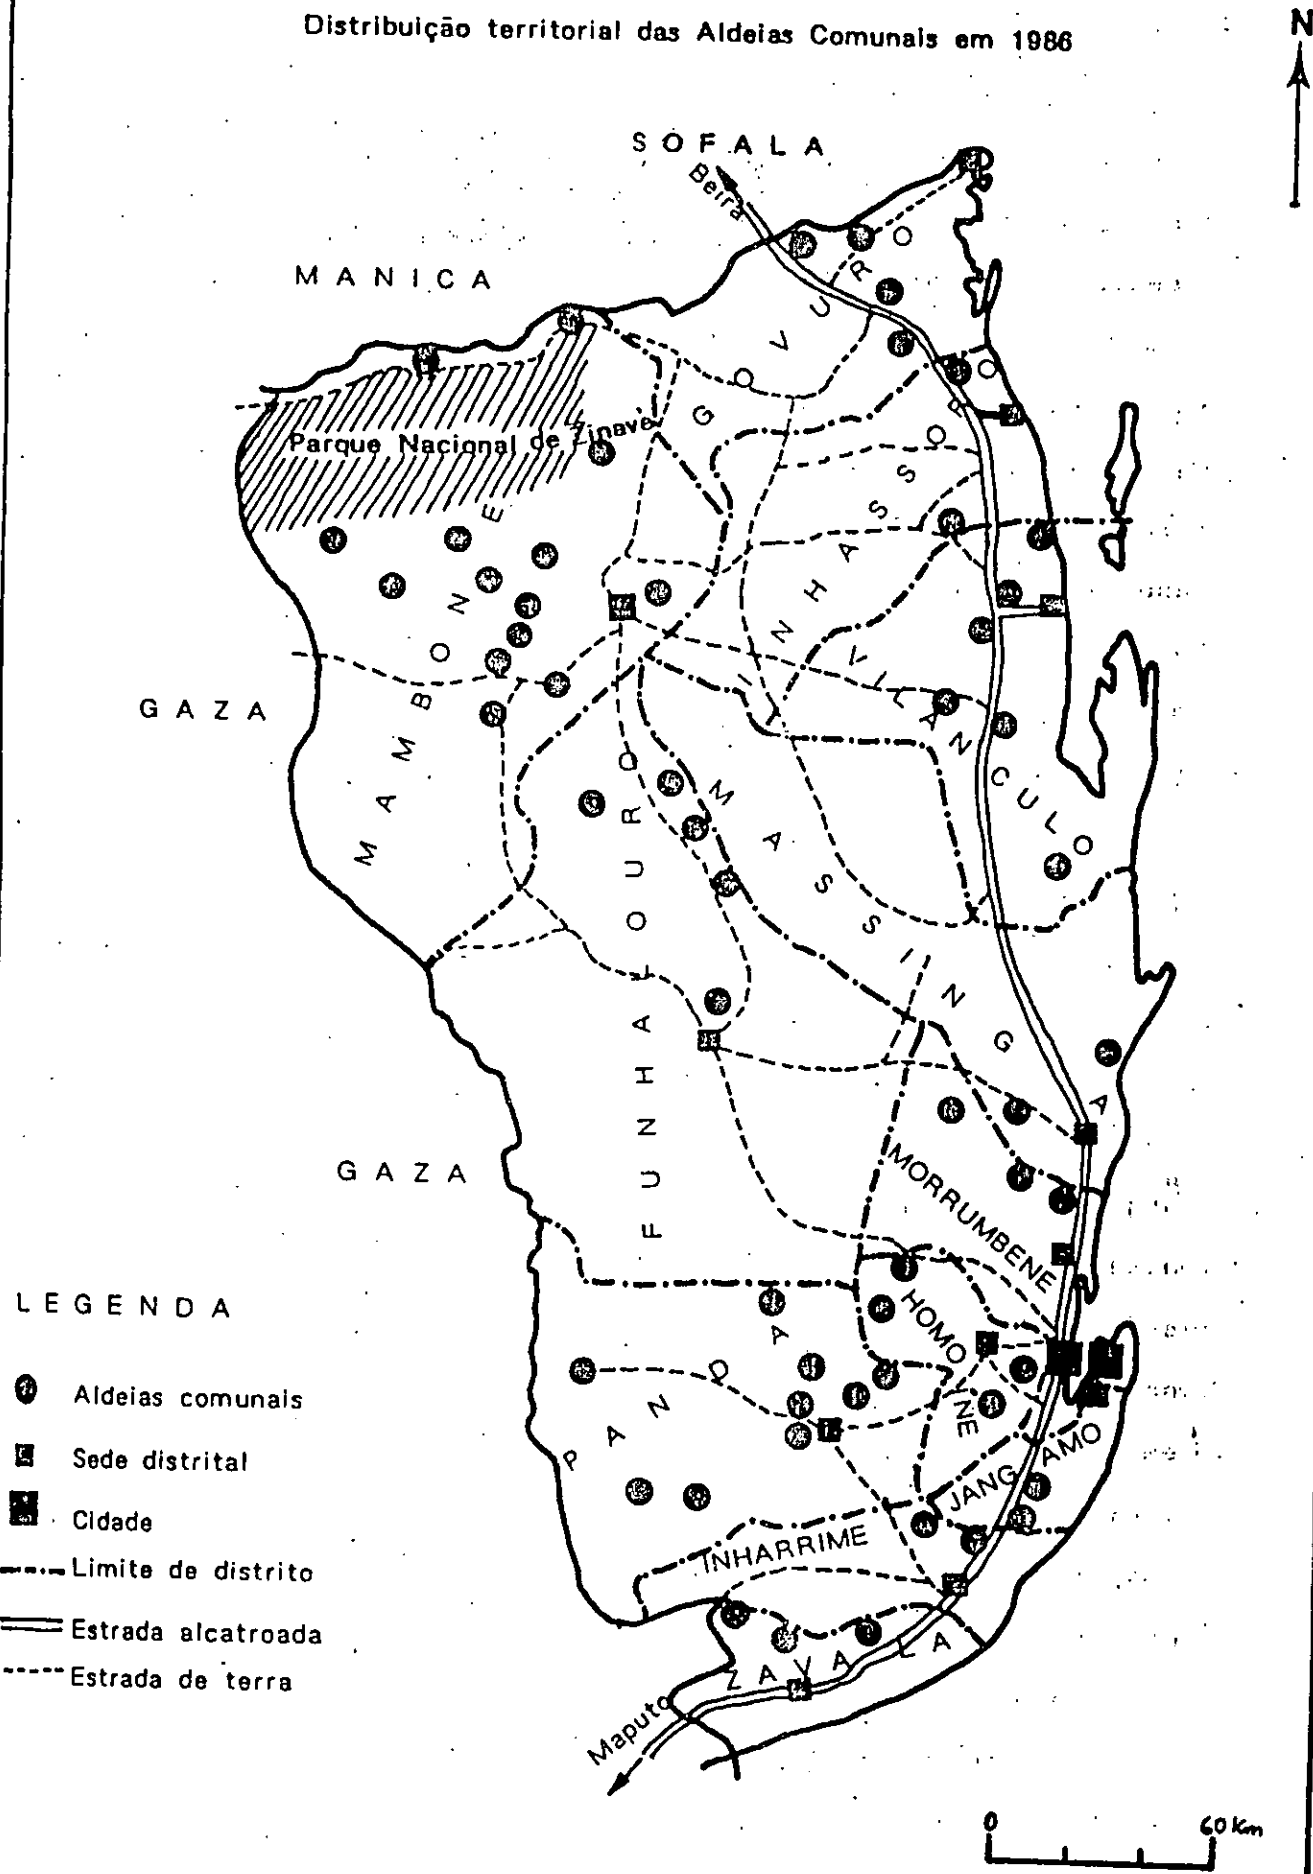 Distribuição territorial das Aldeias Comunais em 1986
N
SOFALA
Beira
MANICA
GOVURO
Parque Nacional de Zinave
INHASSORO
MAMBONE
VILANCULO
GAZA
FUNHALOURO
MASSINGA
GAZA
MORRUMBENE
HOMOINE
PANDA
JANGAMO
INHARRIME
ZAVALA
Maputo
LEGENDA
Aldeias comunais
Sede distrital
Cidade
Limite de distrito
Estrada alcatroada
Estrada de terra
0 60 Km